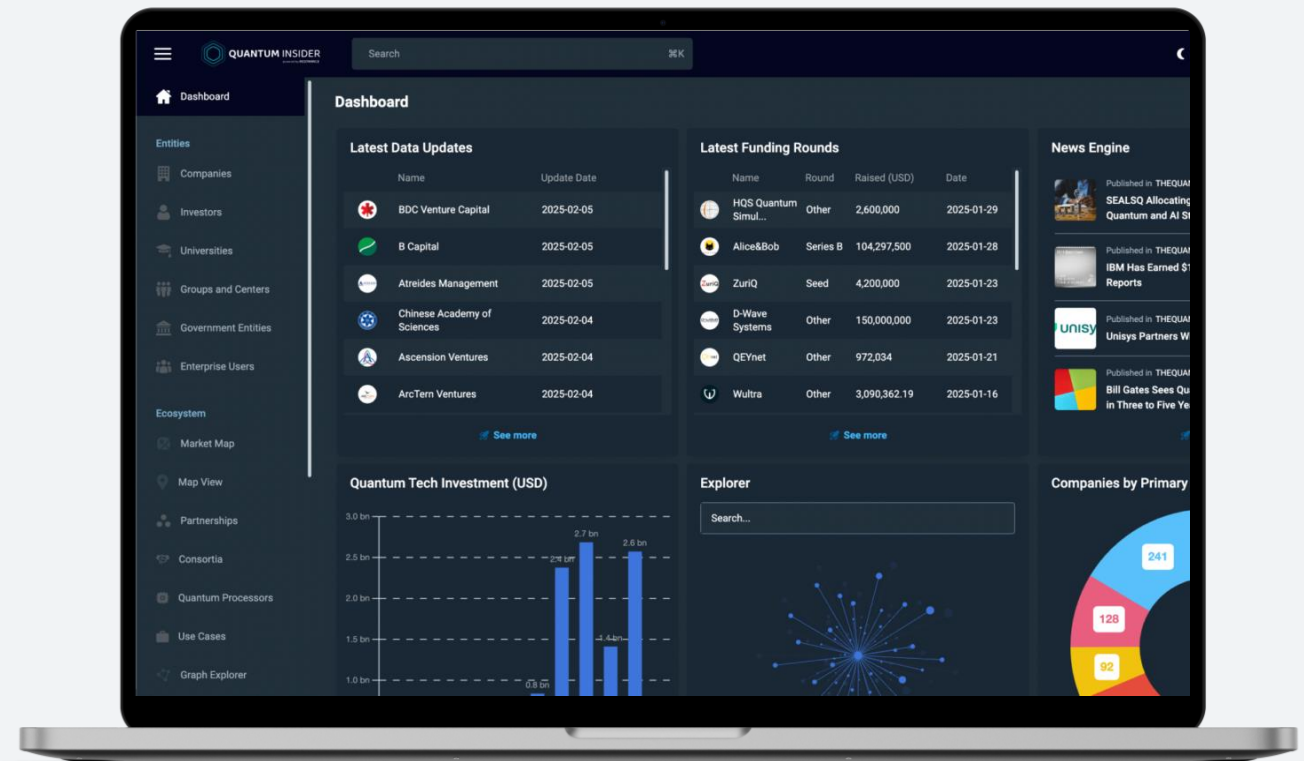 QUANTUM INSIDER
Search
⌘K
Dashboard
Entities
Companies
Investors
Universities
Groups and Centers
Government Entities
Enterprise Users
Ecosystem
Market Map
Map View
Partnerships
Consortia
Quantum Processors
Use Cases
Graph Explorer
Dashboard
Latest Data Updates
Name Update Date
BDC Venture Capital 2025-02-05
B Capital 2025-02-05
Atreides Management 2025-02-05
Chinese Academy of
Sciences 2025-02-04
Ascension Ventures 2025-02-04
ArcTern Ventures 2025-02-04
See more
Latest Funding Rounds
Name Round Raised (USD) Date
HQS Quantum
Simul... Other 2,600,000 2025-01-29
Alice&Bob Series B 104,297,500 2025-01-28
ZuriQ Seed 4,200,000 2025-01-23
D-Wave
Systems Other 150,000,000 2025-01-23
QEYnet Other 972,034 2025-01-21
Wultra Other 3,090,362.19 2025-01-16
See more
News Engine
Published in THEQUA
SEALSQ Allocating
Quantum and AI St
Published in THEQUA
IBM Has Earned $1
Reports
unisy
Published in THEQUA
Unisys Partners W
Published in THEQUA
Bill Gates Sees Qu
in Three to Five Ye
Quantum Tech Investment (USD)
3.0 bn
2.7 bn
2.6 bn
2.5 bn
2.4 bn
2.0 bn
1.5 bn
1.4 bn
1.0 bn
0.8 bn
Explorer
Search...
Companies by Primary
241
128
92